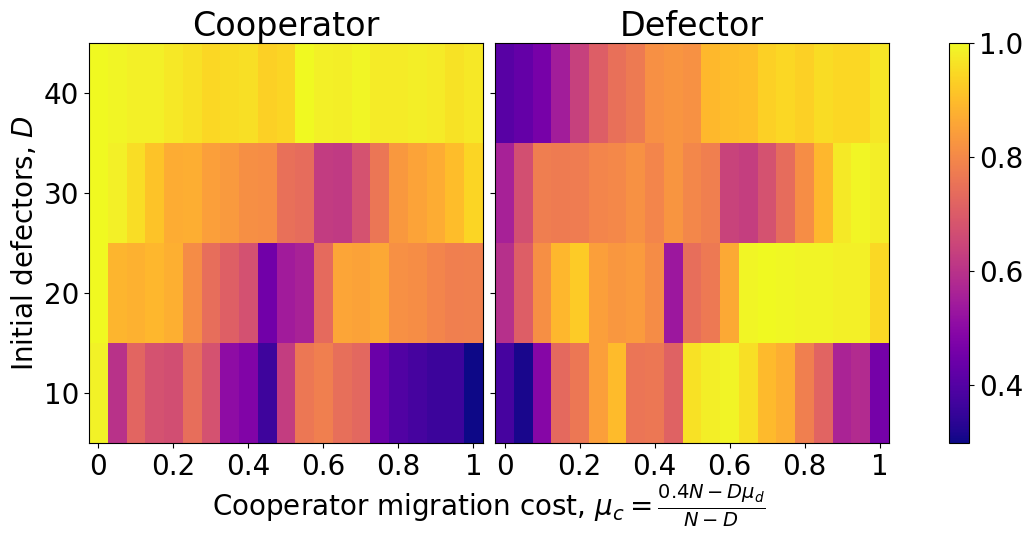 Cooperator Defector
1.0
40
0.8
30
0.6
20
0.4
10
Initial defectors, D
0 0.2 0.4 0.6 0.8 1 0 0.2 0.4 0.6 0.8 1
Cooperator migration cost, μ_c = \frac{0.4N − Dμ_d}{N − D}